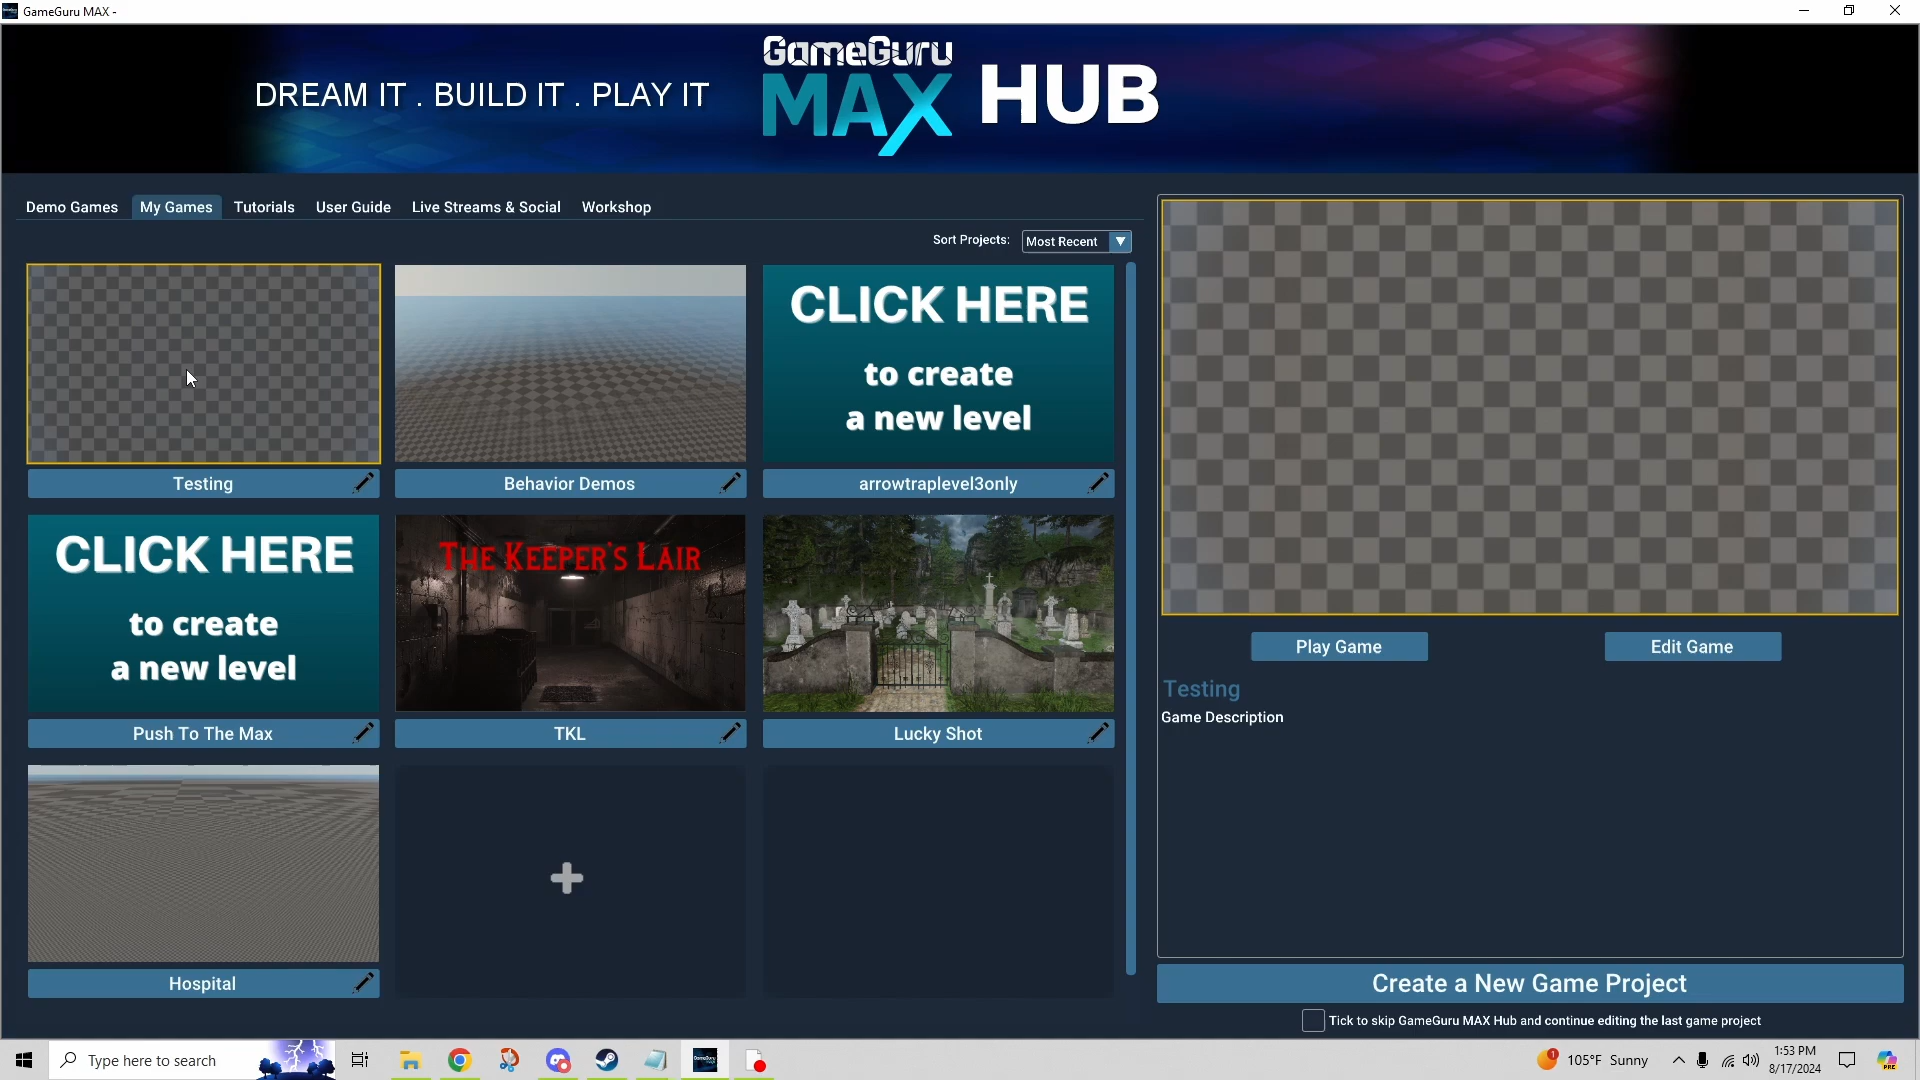 GameGuru MAX -
DREAM IT . BUILD IT . PLAY IT
GameGuru
MAX HUB
Demo Games
My Games
Tutorials
User Guide
Live Streams & Social
Workshop
Sort Projects:
Most Recent
CLICK HERE
to create
a new level
Testing
Behavior Demos
arrowtraplevel3only
CLICK HERE
to create
a new level
THE KEEPER'S LAIR
Push To The Max
TKL
Lucky Shot
Hospital
Play Game
Edit Game
Testing
Game Description
Create a New Game Project
Tick to skip GameGuru MAX Hub and continue editing the last game project
Type here to search
1
105°F Sunny
1:53 PM
8/17/2024
PRE